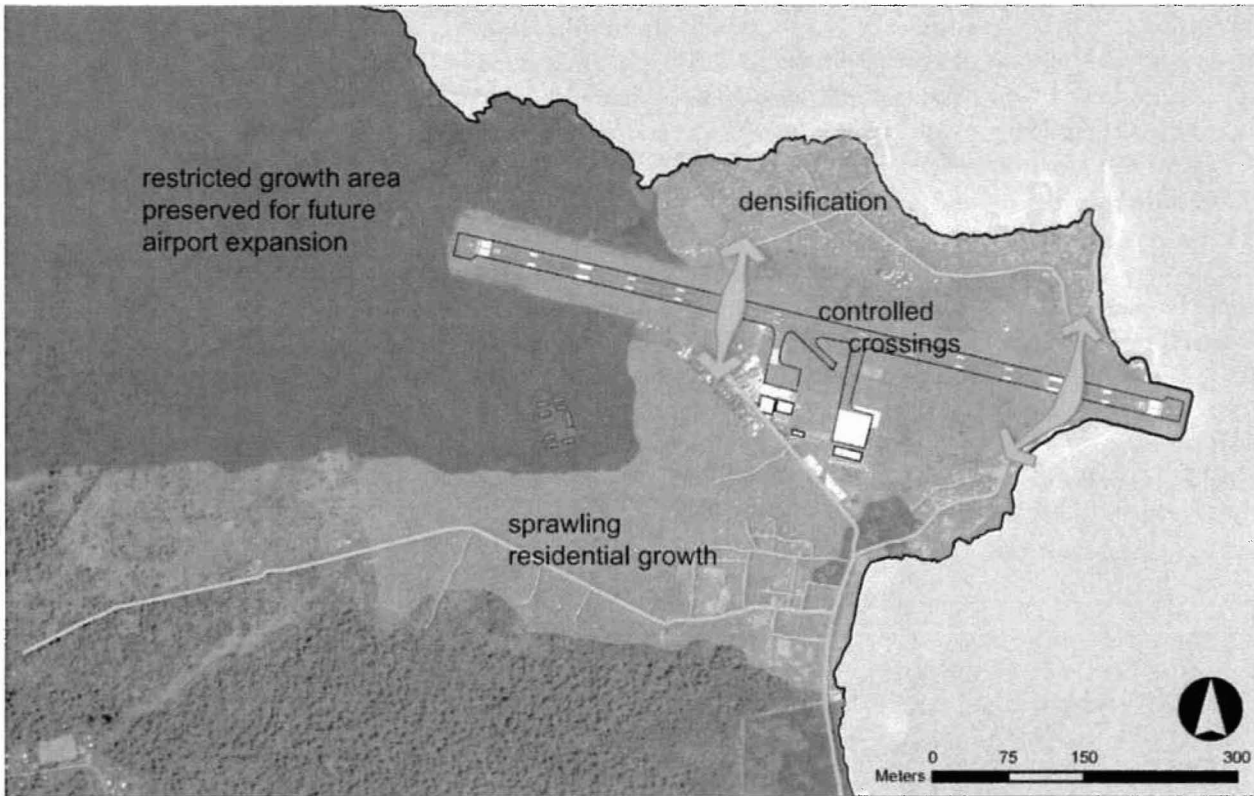 restricted growth area
preserved for future
airport expansion
densification
controlled
crossings
sprawling
residential growth
0 75 150 300
Meters